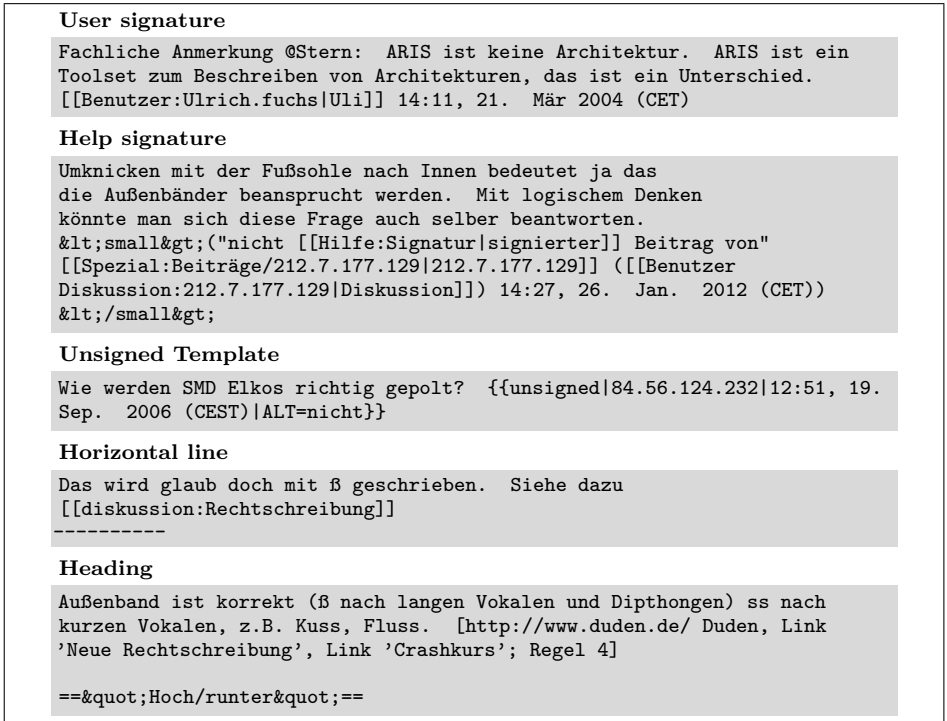 User signature
Fachliche Anmerkung @Stern: ARIS ist keine Architektur. ARIS ist ein
Toolset zum Beschreiben von Architekturen, das ist ein Unterschied.
[[Benutzer:Ulrich.fuchs|Uli]] 14:11, 21. Mär 2004 (CET)
Help signature
Umknicken mit der Fußsohle nach Innen bedeutet ja das
die Außenbänder beansprucht werden. Mit logischem Denken
könnte man sich diese Frage auch selber beantworten.
&lt;small&gt;("nicht [[Hilfe:Signatur|signierter]] Beitrag von"
[[Spezial:Beiträge/212.7.177.129|212.7.177.129]] ([[Benutzer
Diskussion:212.7.177.129|Diskussion]]) 14:27, 26. Jan. 2012 (CET))
&lt;/small&gt;
Unsigned Template
Wie werden SMD Elkos richtig gepolt? {{unsigned|84.56.124.232|12:51, 19.
Sep. 2006 (CEST)|ALT=nicht}}
Horizontal line
Das wird glaub doch mit ß geschrieben. Siehe dazu
[[diskussion:Rechtschreibung]]
----------
Heading
Außenband ist korrekt (ß nach langen Vokalen und Dipthongen) ss nach
kurzen Vokalen, z.B. Kuss, Fluss. [http://www.duden.de/ Duden, Link
’Neue Rechtschreibung’, Link ’Crashkurs’; Regel 4]
==&quot;Hoch/runter&quot;==